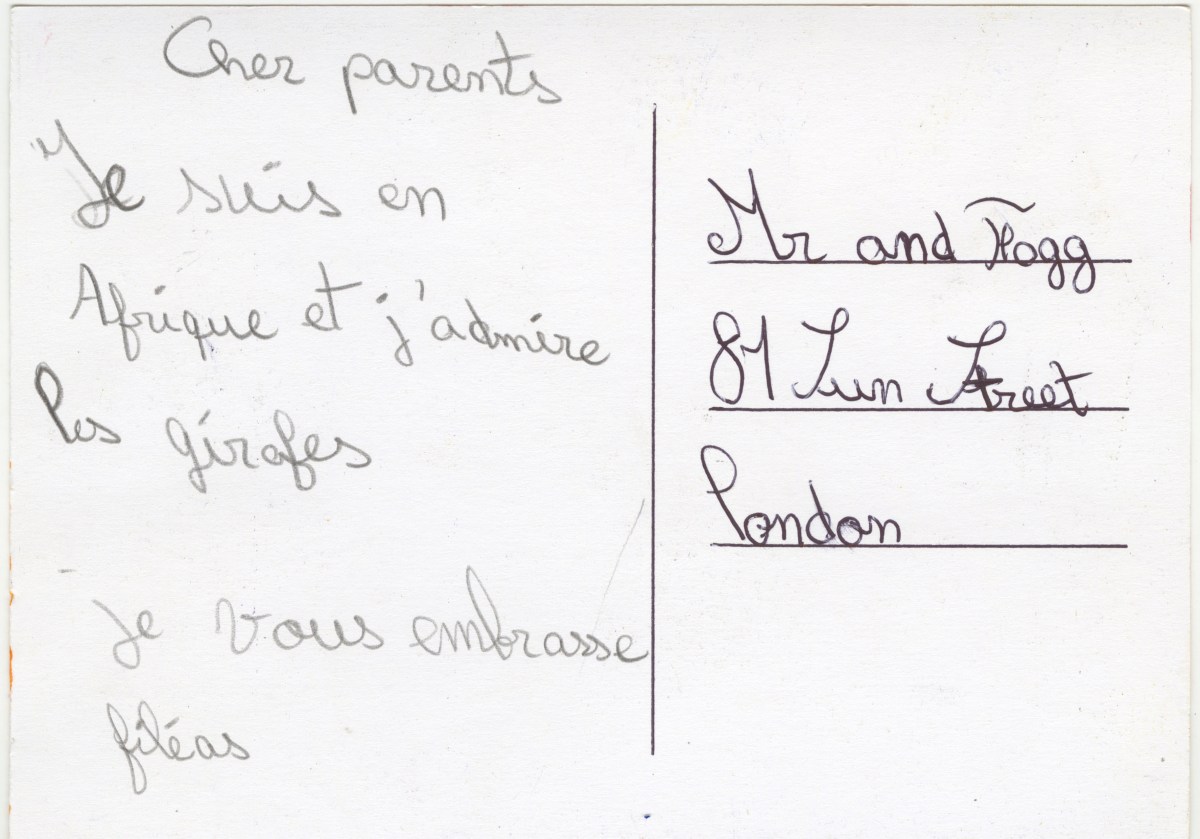 Cher parents
Je suis en
Afrique et j'admire
les girafes
je vous embrasse
filéas
Mr and Fogg
81 Sun Street
London